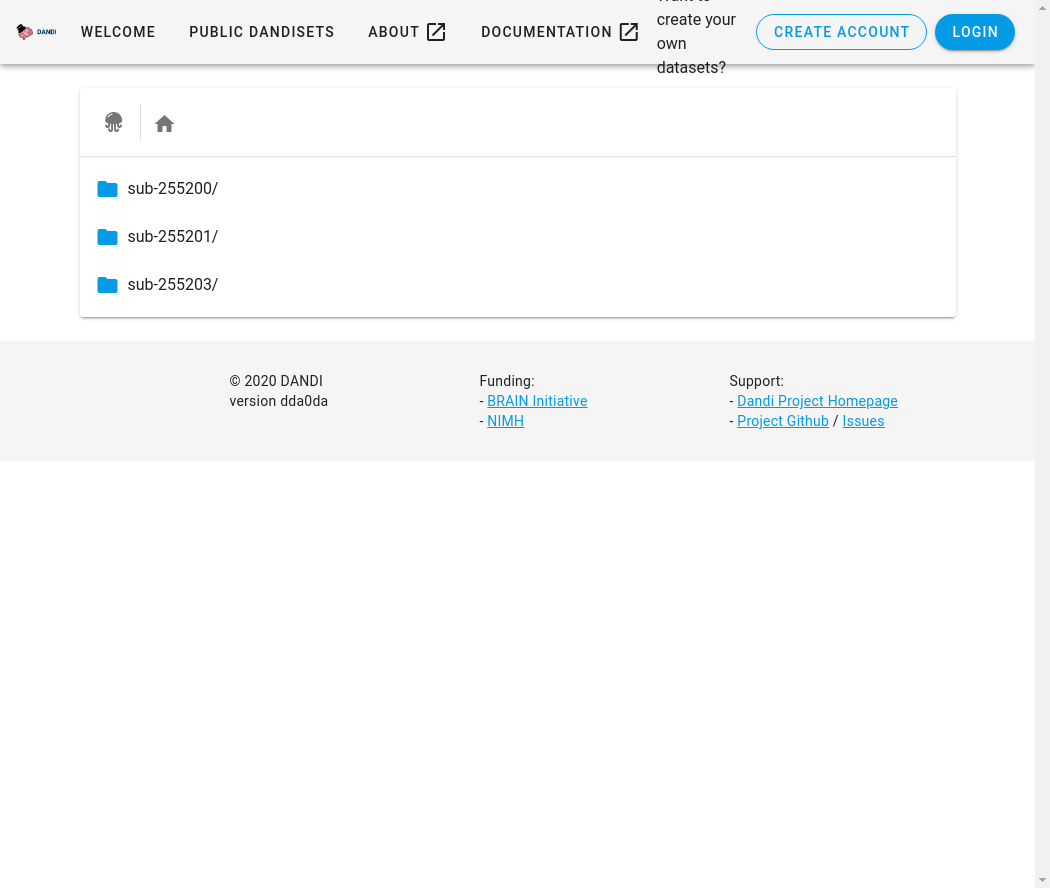 DANDI
WELCOME
PUBLIC DANDISETS
ABOUT
DOCUMENTATION
create your
own
datasets?
CREATE ACCOUNT
LOGIN
sub-255200/
sub-255201/
sub-255203/
© 2020 DANDI
version dda0da
Funding:
- BRAIN Initiative
- NIMH
Support:
- Dandi Project Homepage
- Project Github / Issues